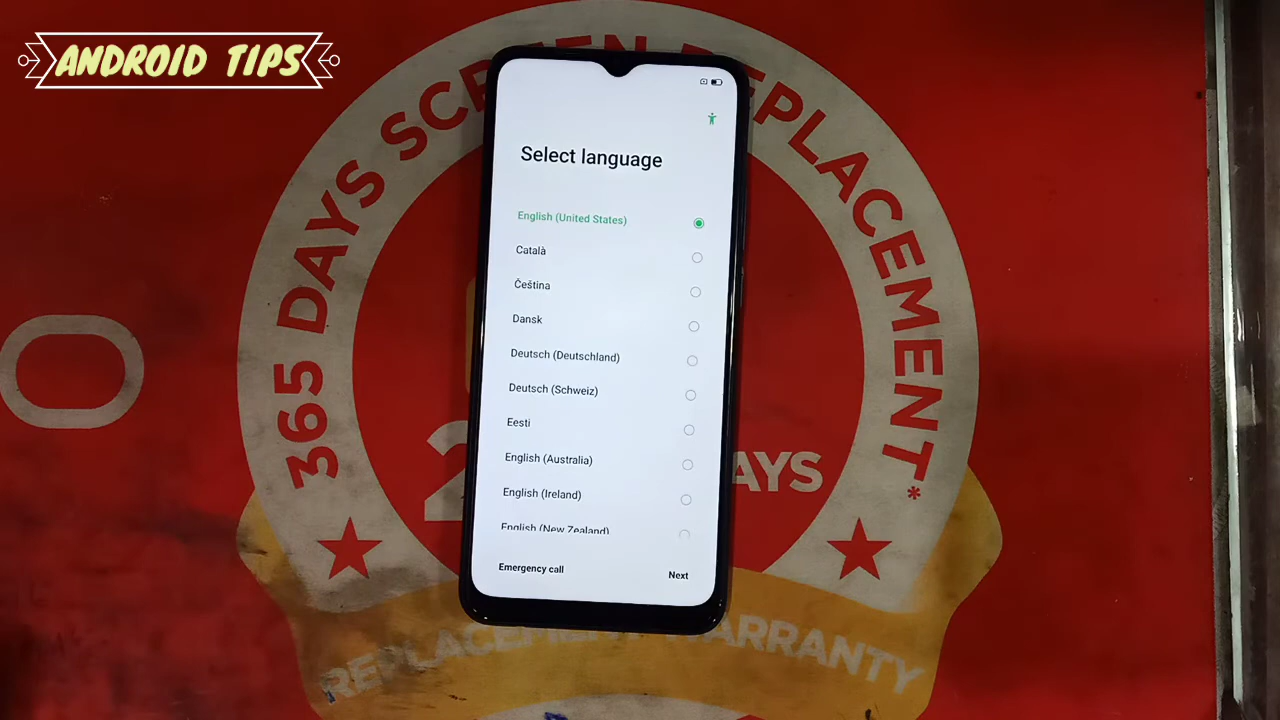 ANDROID TIPS
365 DAYS SCREEN REPLACEMENT*
Select language
English (United States)
Català
Čeština
Dansk
Deutsch (Deutschland)
Deutsch (Schweiz)
Eesti
English (Australia)
English (Ireland)
English (New Zealand)
Emergency call
Next
2
AYS
REPLACEMENT WARRANTY